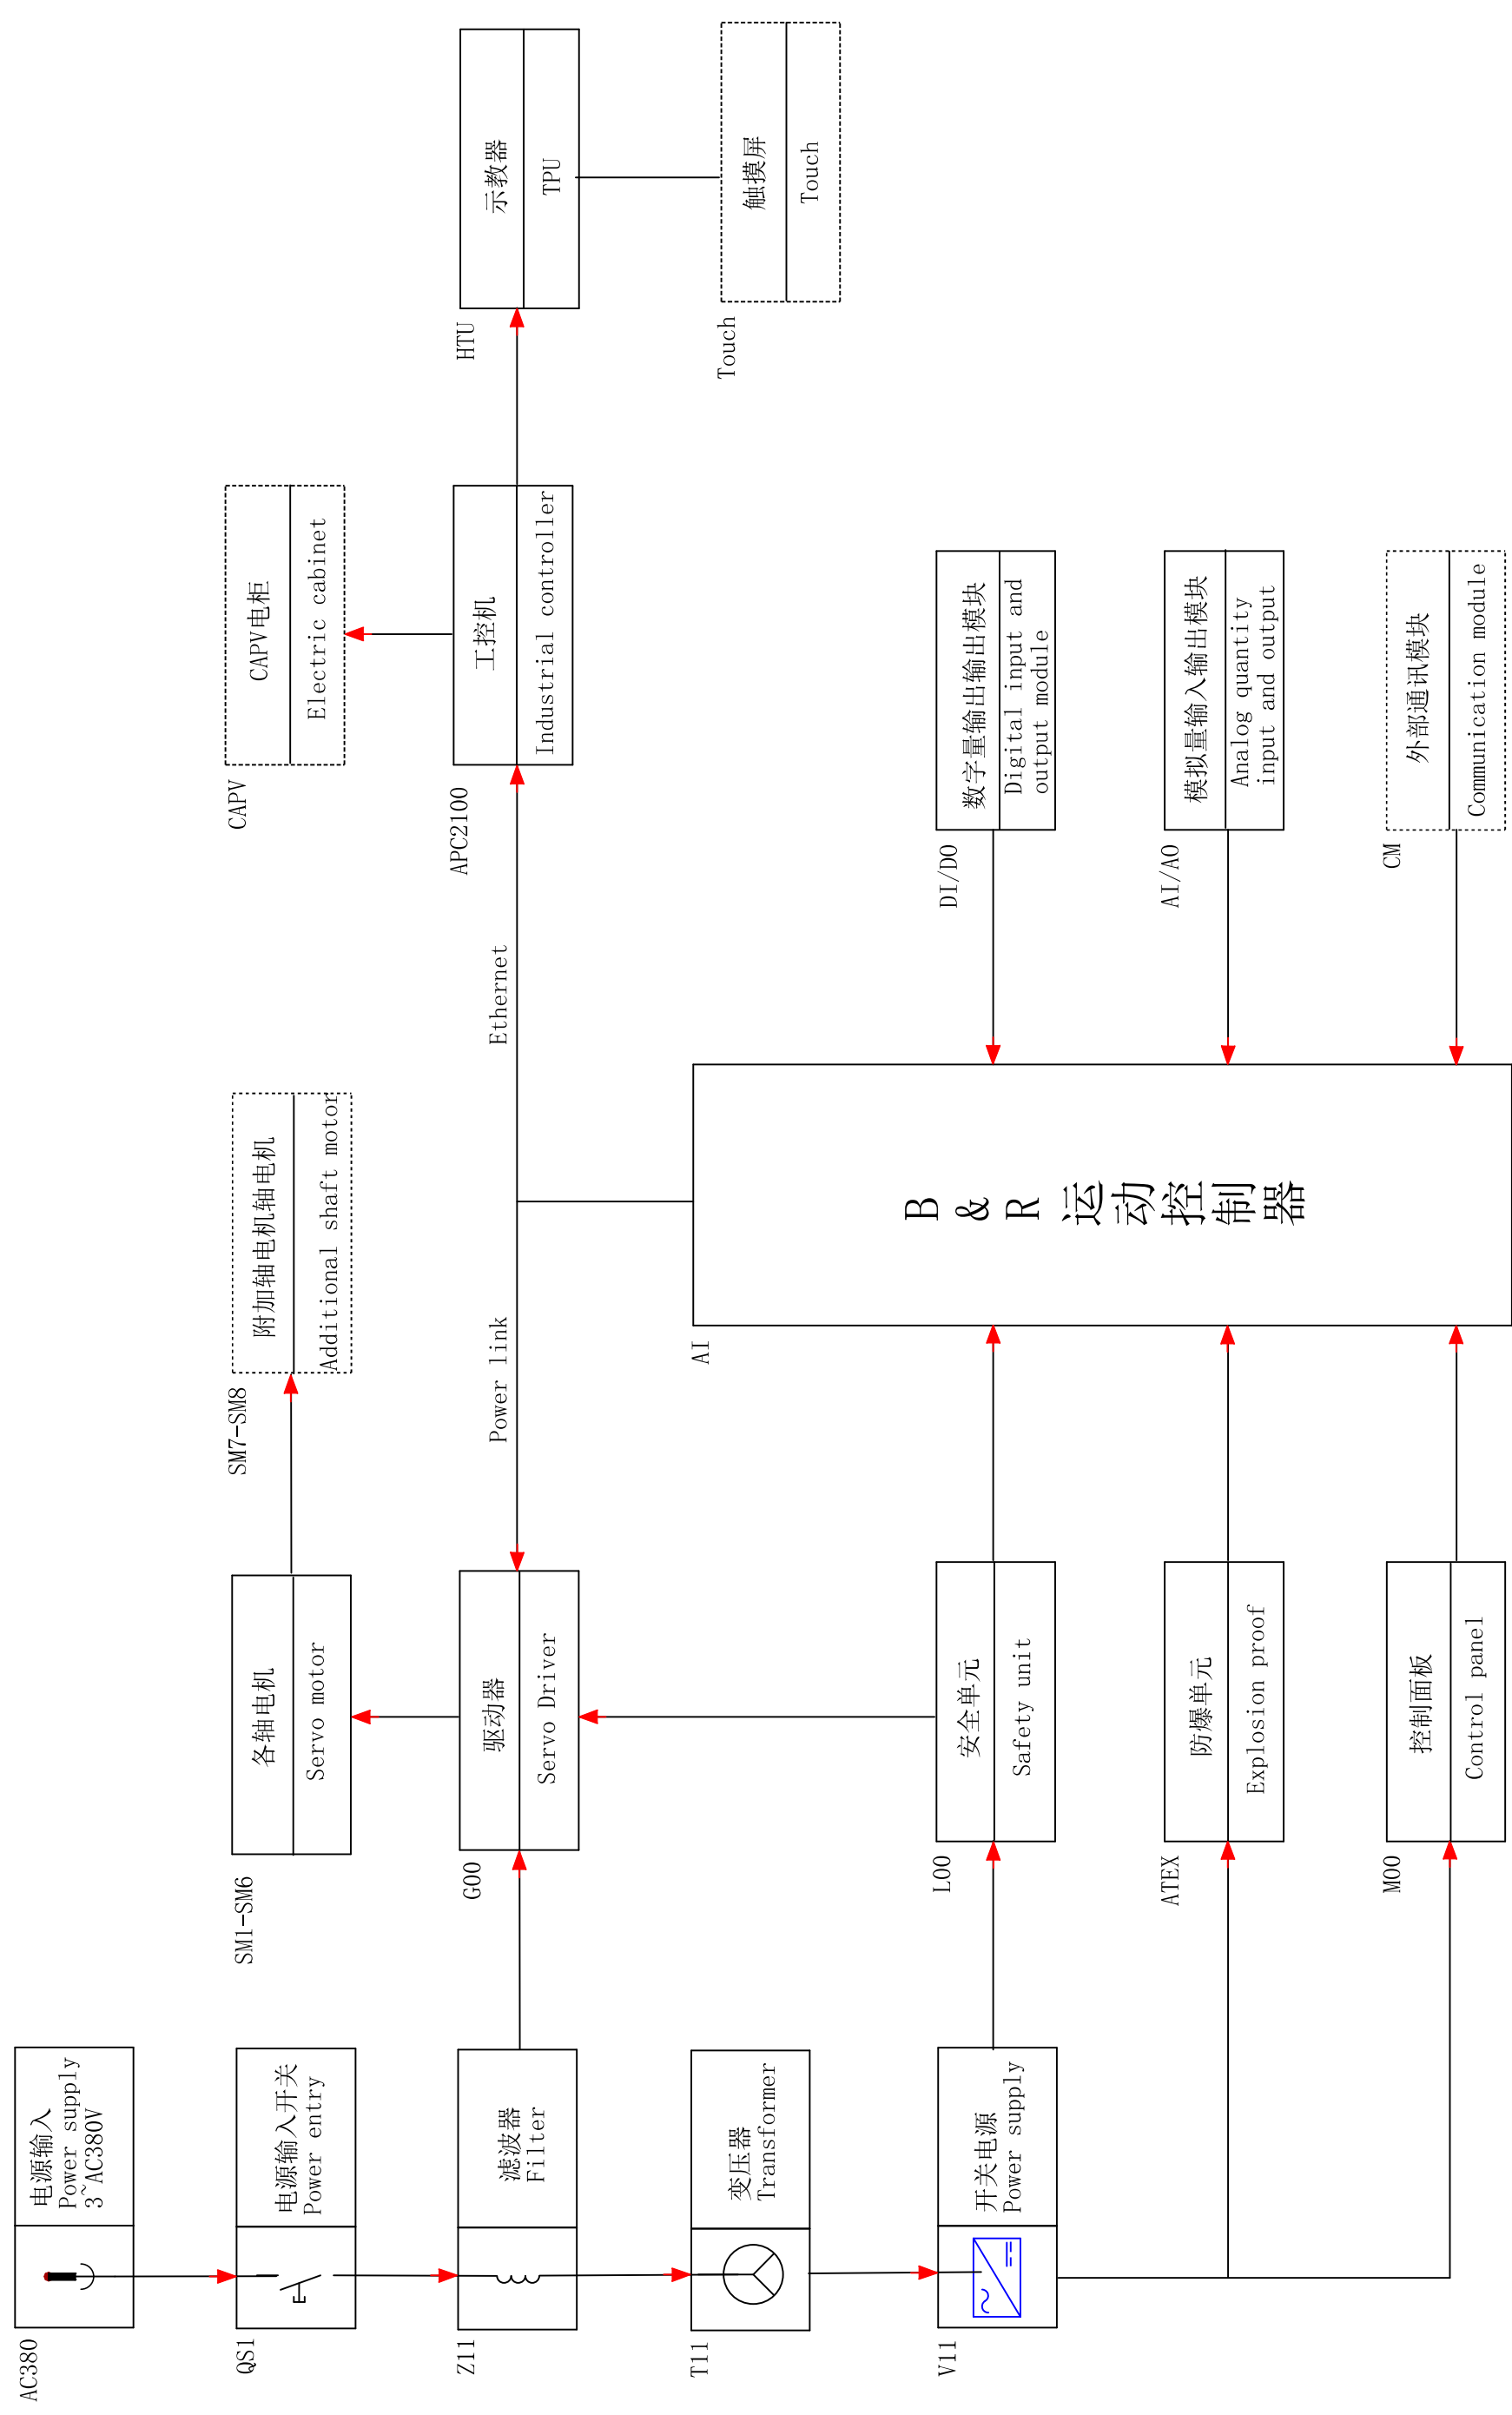 AC380
电源输入
Power supply
3~AC380V
QS1
电源输入开关
Power entry
SM1-SM6
各轴电机
Servo motor
SM7-SM8
附加轴电机轴电机
Additional shaft motor
CAPV
CAPV电柜
Electric cabinet
Z11
滤波器
Filter
G00
驱动器
Servo Driver
Power link
Ethernet
APC2100
工控机
Industrial controller
HTU
示教器
TPU
T11
变压器
Transformer
AI
B & R 运动控制器
Touch
触摸屏
Touch
V11
开关电源
Power supply
L00
安全单元
Safety unit
DI/DO
数字量输出输出模块
Digital input and
output module
ATEX
防爆单元
Explosion proof
AI/AO
模拟量输入输出模块
Analog quantity
input and output
M00
控制面板
Control panel
CM
外部通讯模块
Communication module